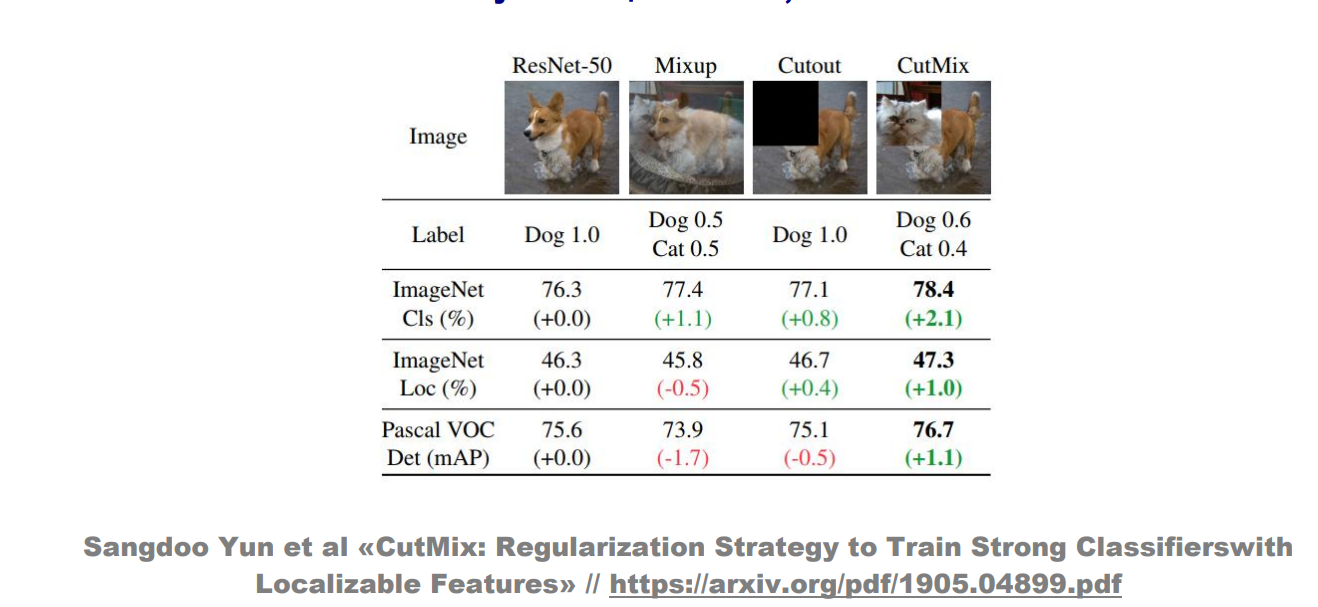 ResNet-50 Mixup Cutout CutMix
Image
Label Dog 1.0 Dog 0.5 Cat 0.5 Dog 1.0 Dog 0.6 Cat 0.4
ImageNet 76.3 77.4 77.1 78.4
Cls (%) (+0.0) (+1.1) (+0.8) (+2.1)
ImageNet 46.3 45.8 46.7 47.3
Loc (%) (+0.0) (-0.5) (+0.4) (+1.0)
Pascal VOC 75.6 73.9 75.1 76.7
Det (mAP) (+0.0) (-1.7) (-0.5) (+1.1)
Sangdoo Yun et al «CutMix: Regularization Strategy to Train Strong Classifierswith
Localizable Features» // https://arxiv.org/pdf/1905.04899.pdf